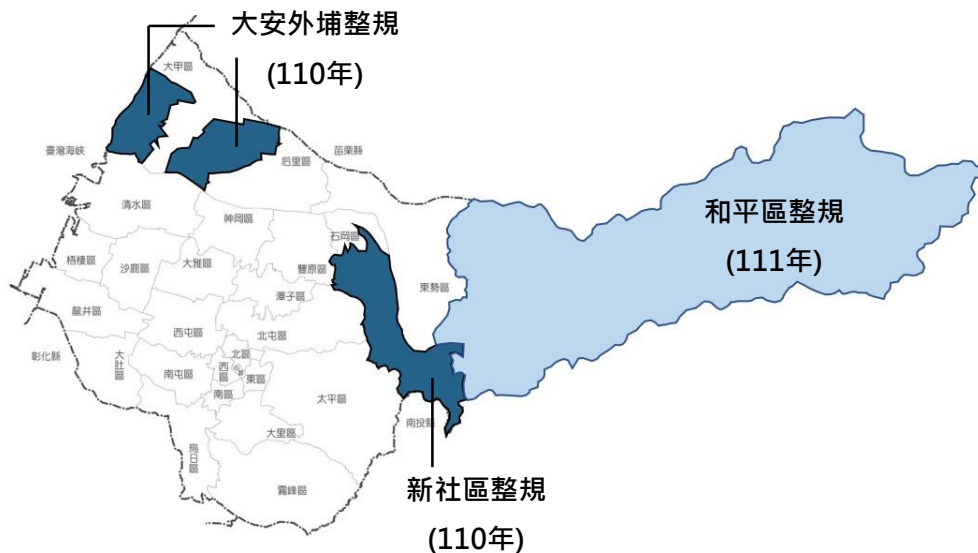 大安外埔整規
(110年)
大甲區
臺灣海峽
后里區
苗栗縣
清水區
神岡區
石岡區
和平區整規
(111年)
梧棲區
沙鹿區
大雅區
豐原區
東勢區
潭子區
龍井區
西屯區
北屯區
彰化縣
大肚區
南屯區
西區
北區
東區
南區
太平區
南投縣
大里區
烏日區
霧峰區
新社區整規
(110年)